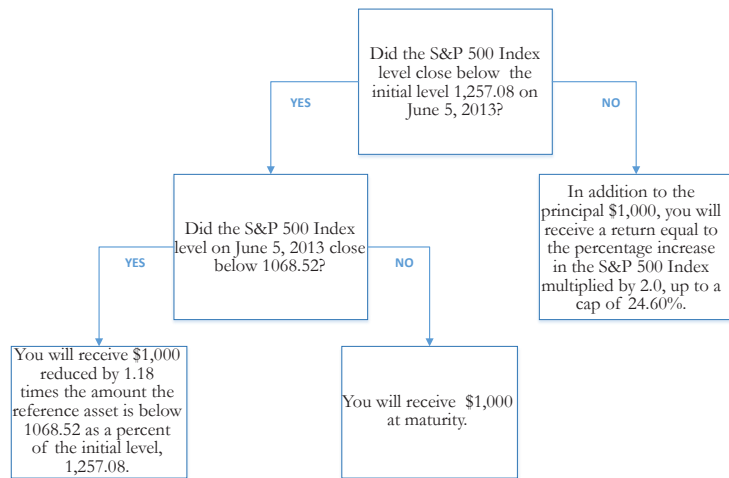 Did the S&P 500 Index
level close below the
initial level 1,257.08 on
June 5, 2013?
YES
NO
Did the S&P 500 Index
level on June 5, 2013 close
below 1068.52?
In addition to the
principal $1,000, you will
receive a return equal to
the percentage increase
in the S&P 500 Index
multiplied by 2.0, up to a
cap of 24.60%.
YES
NO
You will receive $1,000
reduced by 1.18
times the amount the
reference asset is below
1068.52 as a percent
of the initial level,
1,257.08.
You will receive $1,000
at maturity.